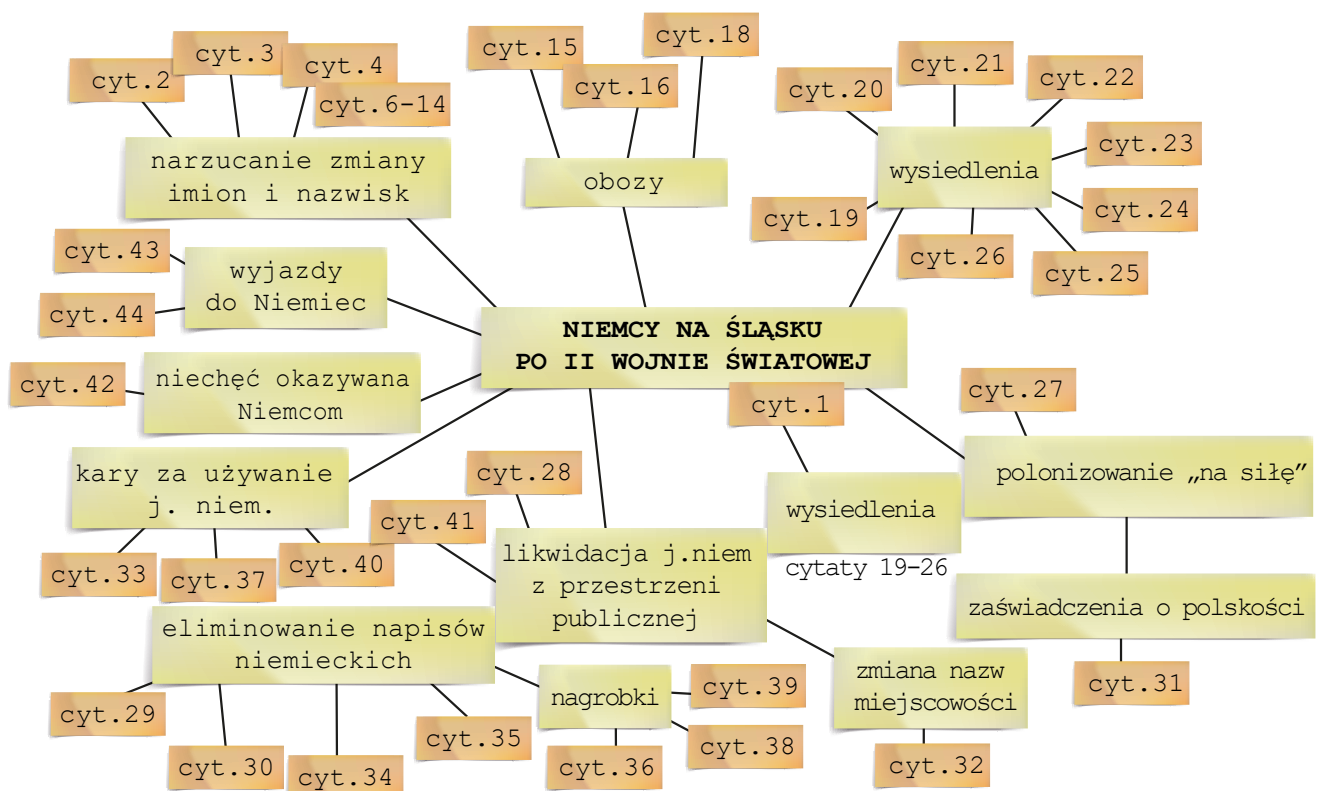 cyt.2
cyt.3
cyt.4
cyt.6-14
narzucanie zmiany
imion i nazwisk
cyt.15
cyt.16
cyt.18
obozy
cyt.20
cyt.21
cyt.22
cyt.23
cyt.24
cyt.25
cyt.26
cyt.19
wysiedlenia
cyt.43
cyt.44
wyjazdy
do Niemiec
NIEMCY NA ŚLĄSKU
PO II WOJNIE ŚWIATOWEJ
cyt.42
niechęć okazywana
Niemcom
cyt.1
wysiedlenia
cytaty 19-26
cyt.27
polonizowanie „na siłę”
zaświadczenia o polskości
cyt.31
kary za używanie
j. niem.
cyt.33
cyt.37
cyt.40
cyt.28
cyt.41
likwidacja j.niem
z przestrzeni
publicznej
eliminowanie napisów
niemieckich
cyt.29
cyt.30
cyt.34
cyt.35
nagrobki
cyt.39
cyt.38
cyt.36
zmiana nazw
miejscowości
cyt.32